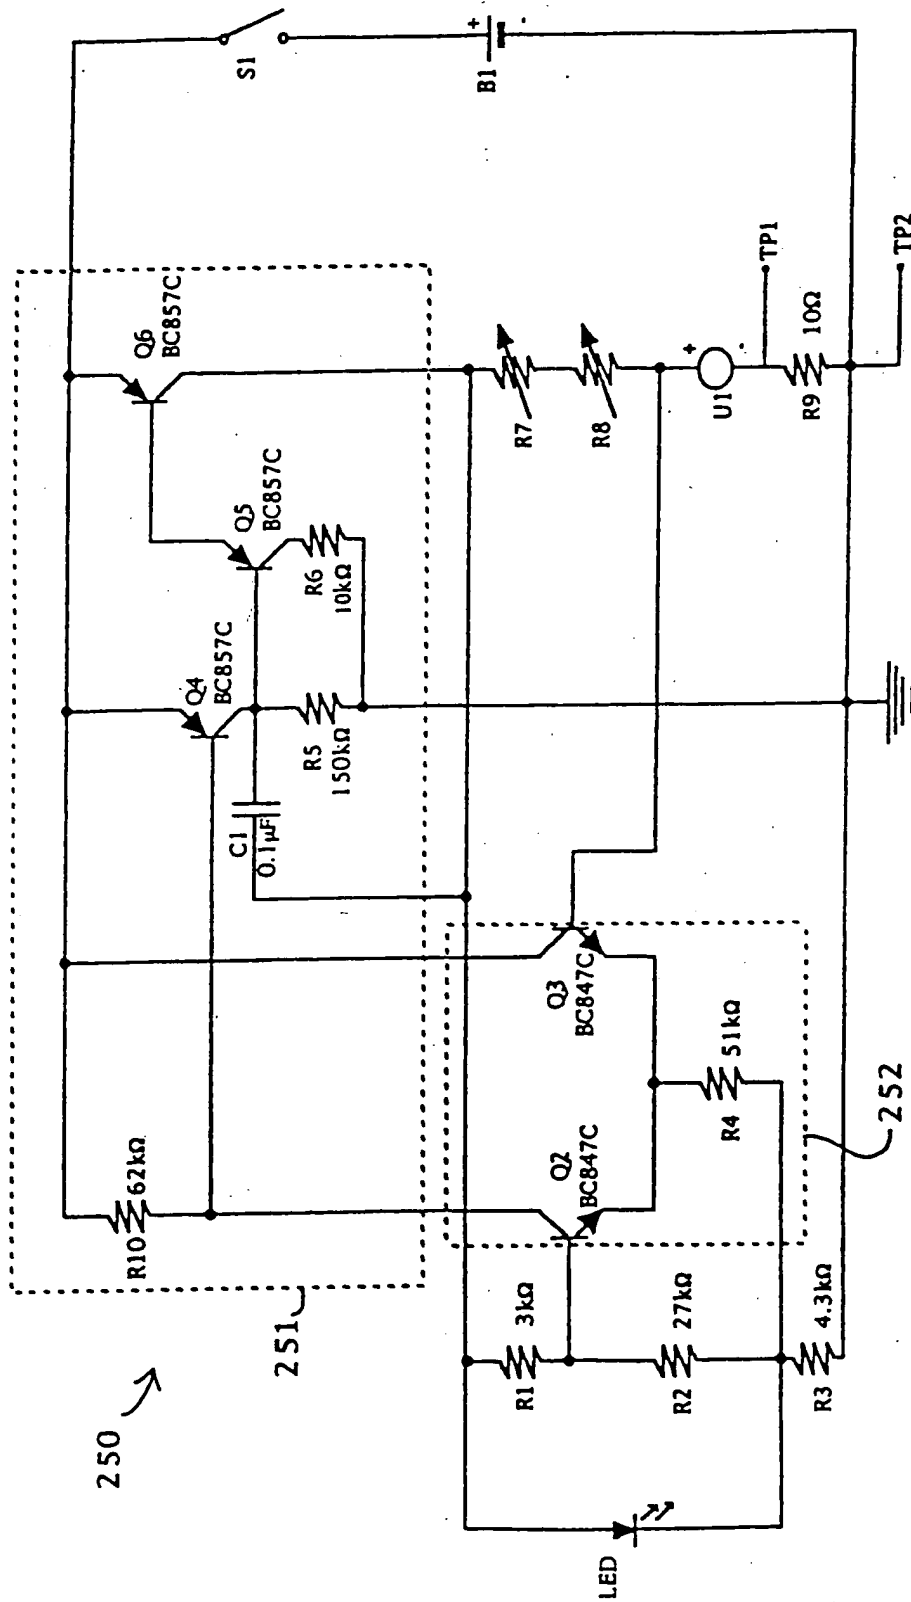 250
251
252
S1
B1
+
Q6
BC857C
Q5
BC857C
Q4
BC857C
R6
10kΩ
R5
150kΩ
C1
0.1µF
R10
62kΩ
R7
R8
+
U1
-
TP1
R9
10Ω
TP2
Q3
BC847C
Q2
BC847C
R4
51kΩ
R1
3kΩ
R2
27kΩ
R3
4.3kΩ
LED